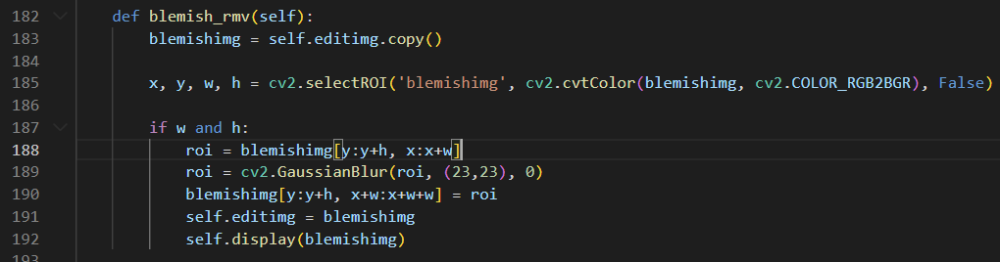 182 def blemish_rmv(self):
183 blemishimg = self.editimg.copy()
184
185 x, y, w, h = cv2.selectROI('blemishimg', cv2.cvtColor(blemishimg, cv2.COLOR_RGB2BGR), False)
186
187 if w and h:
188 roi = blemishimg[y:y+h, x:x+w]
189 roi = cv2.GaussianBlur(roi, (23,23), 0)
190 blemishimg[y:y+h, x+w:x+w+w] = roi
191 self.editimg = blemishimg
192 self.display(blemishimg)
193